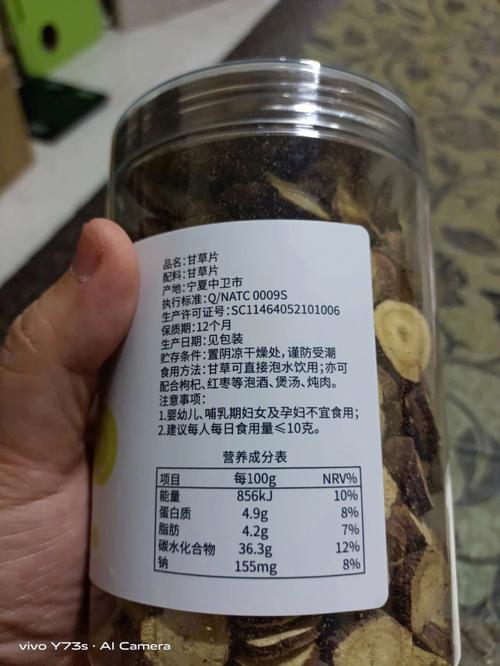 品名:甘草片
配料:甘草片
产地:宁夏中卫市
执行标准:Q/NATC 0009S
生产许可证号:SC11464052101006
保质期:12个月
生产日期:见包装
贮存条件:置阴凉干燥处,谨防受潮
食用方法:甘草可直接泡水饮用;亦可
配合枸杞、红枣等泡酒、煲汤、炖肉。
注意事项:
1.婴幼儿、哺乳期妇女及孕妇不宜食用;
2.建议每人每日食用量≤10克。
营养成分表
项目 每100g NRV%
能量 856kJ 10%
蛋白质 4.9g 8%
脂肪 4.2g 7%
碳水化合物 36.3g 12%
钠 155mg 8%
vivo Y73s · AI Camera